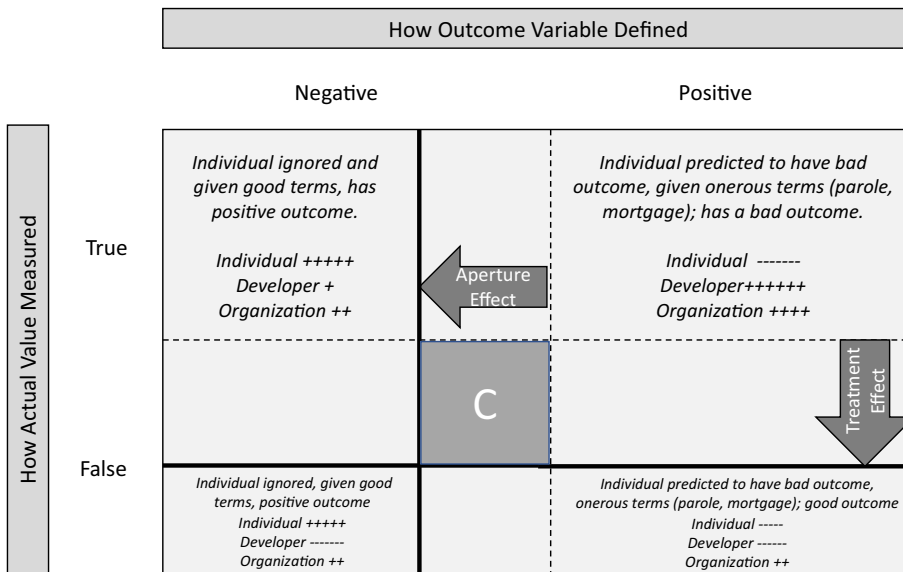 How Outcome Variable Defined
Negative
Positive
How Actual Value Measured
True
False
Individual ignored and
given good terms, has
positive outcome.
Individual +++++
Developer +
Organization ++
Aperture
Effect
Individual predicted to have bad
outcome, given onerous terms (parole,
mortgage); has a bad outcome.
Individual -------
Developer++++++
Organization ++++
Treatment
Effect
C
Individual ignored, given good
terms, positive outcome
Individual +++++
Developer -------
Organization ++
Individual predicted to have bad outcome,
onerous terms (parole, mortgage); good outcome
Individual -----
Developer ------
Organization ++